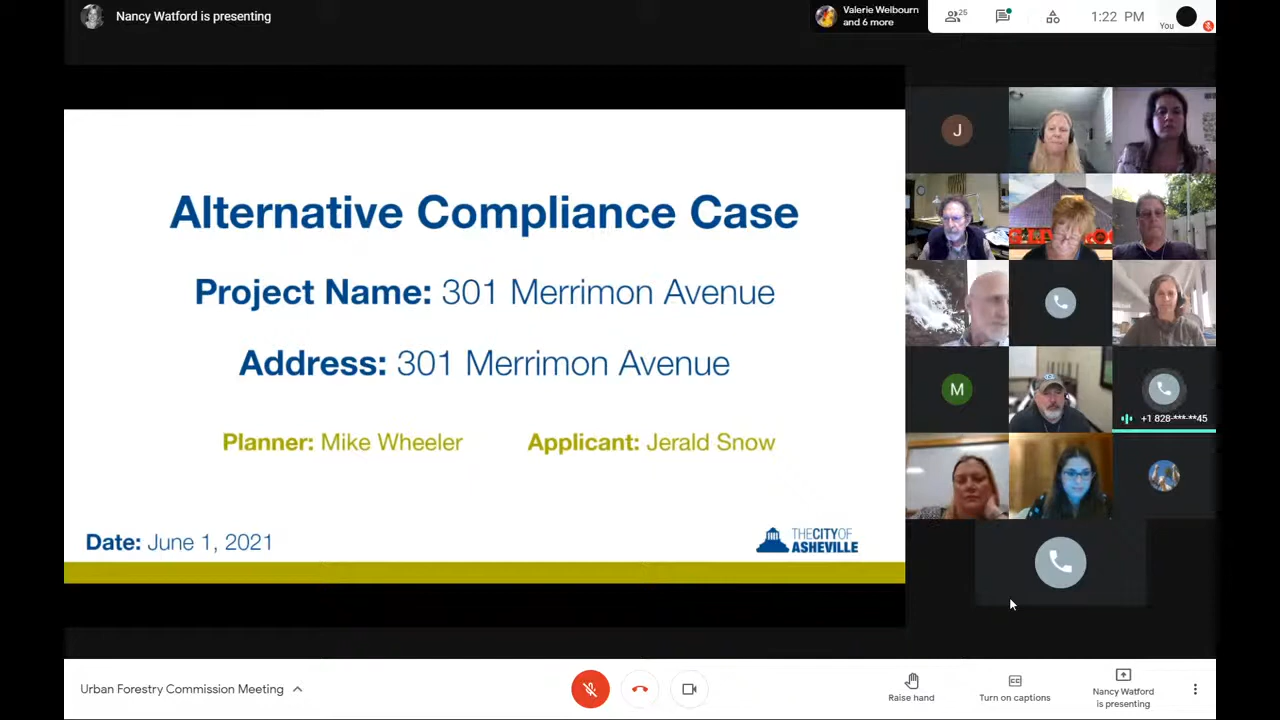 Nancy Watford is presenting
Valerie Welbourn
and 6 more
25
1:22 PM
You
Alternative Compliance Case
Project Name: 301 Merrimon Avenue
Address: 301 Merrimon Avenue
Planner: Mike Wheeler
Applicant: Jerald Snow
Date: June 1, 2021
THE CITY OF
ASHEVILLE
J
M
+1 828-***-**45
Urban Forestry Commission Meeting
Raise hand
CC
Turn on captions
Nancy Watford
is presenting